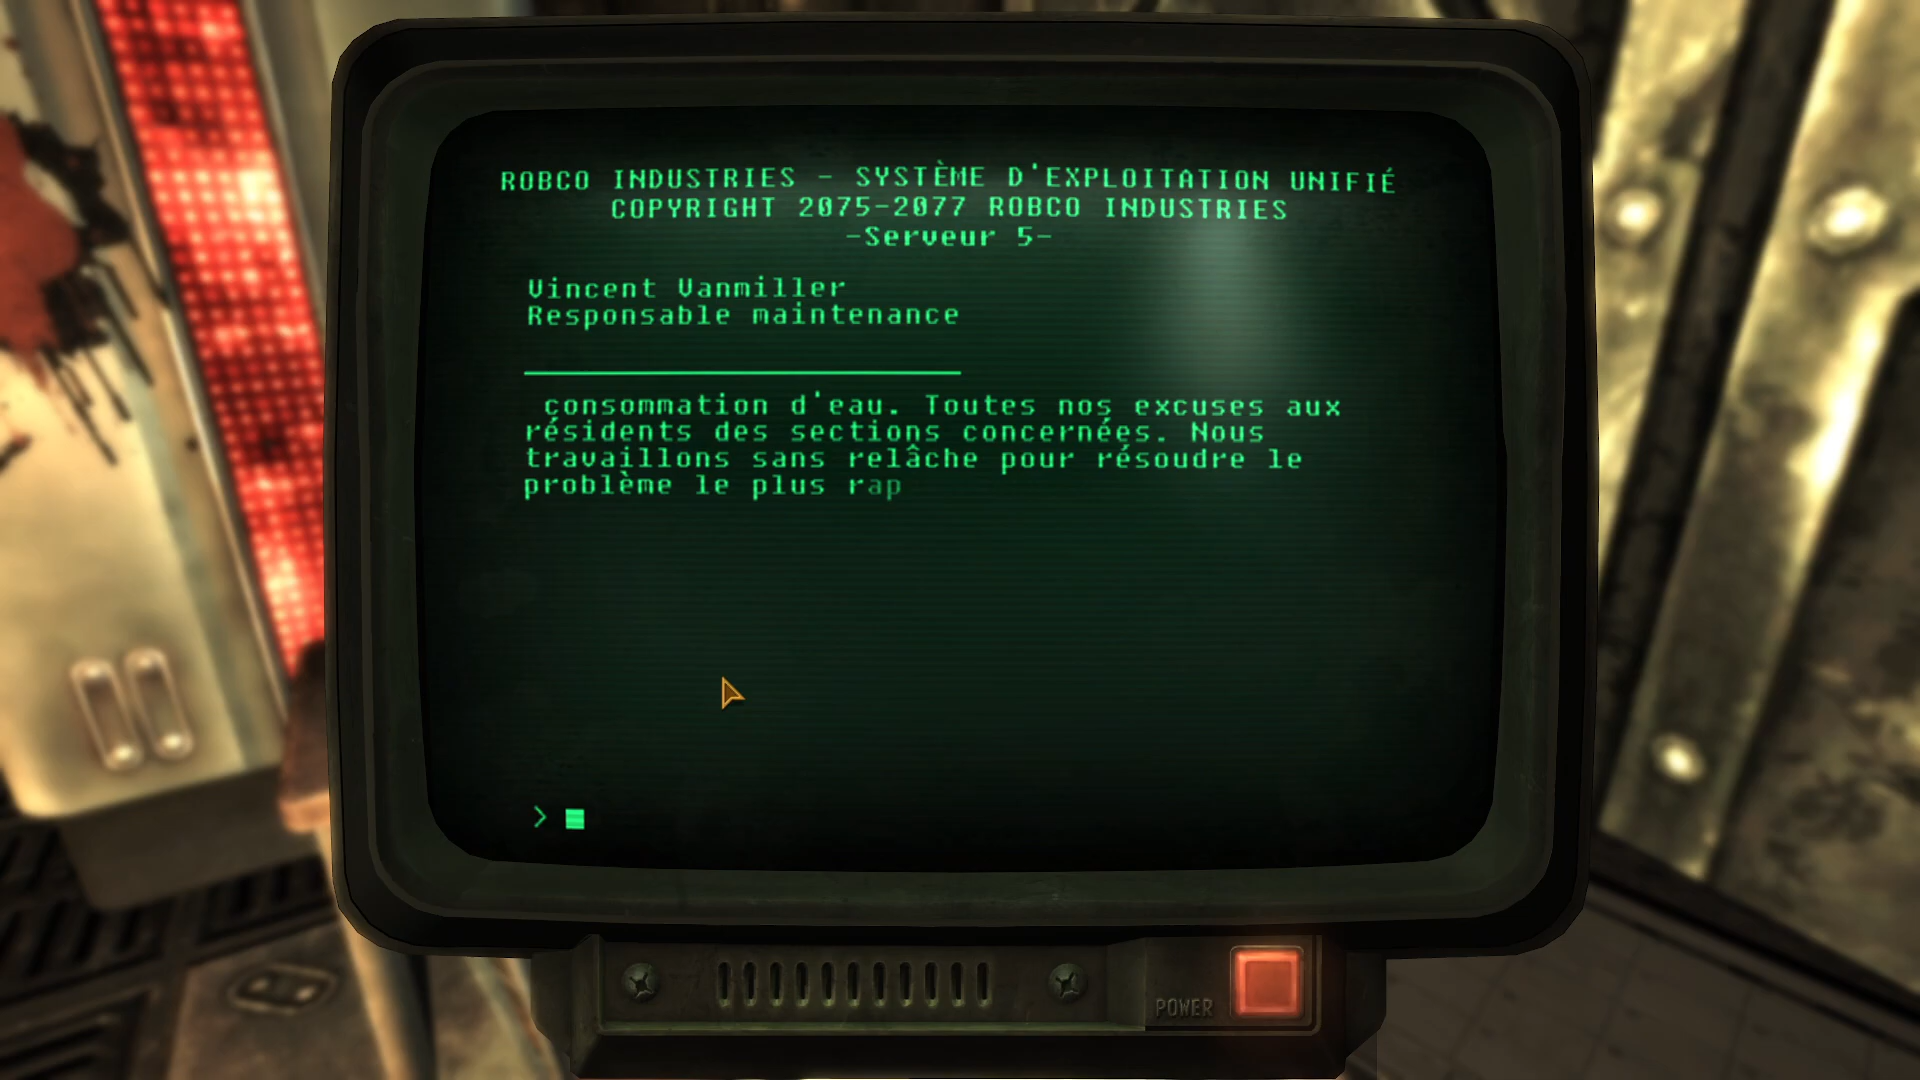 ROBCO INDUSTRIES - SYSTÈME D'EXPLOITATION UNIFIÉ
COPYRIGHT 2075-2077 ROBCO INDUSTRIES
-Serveur 5-
Vincent Vanmiller
Responsable maintenance
consommation d'eau. Toutes nos excuses aux
résidents des sections concernées. Nous
travaillons sans relâche pour résoudre le
problème le plus rap
>
POWER